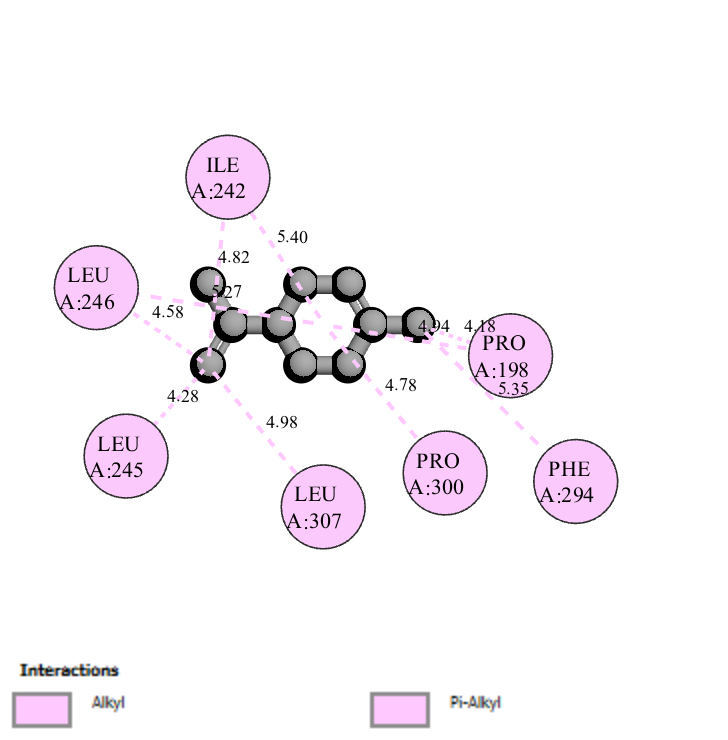 ILE
A:242
5.40
4.82
LEU
A:246
5.27
4.58
4.94
4.18
PRO
A:198
4.28
4.78
5.35
4.98
LEU
A:245
PRO
A:300
PHE
A:294
LEU
A:307
Interactions
Alkyl
Pi-Alkyl